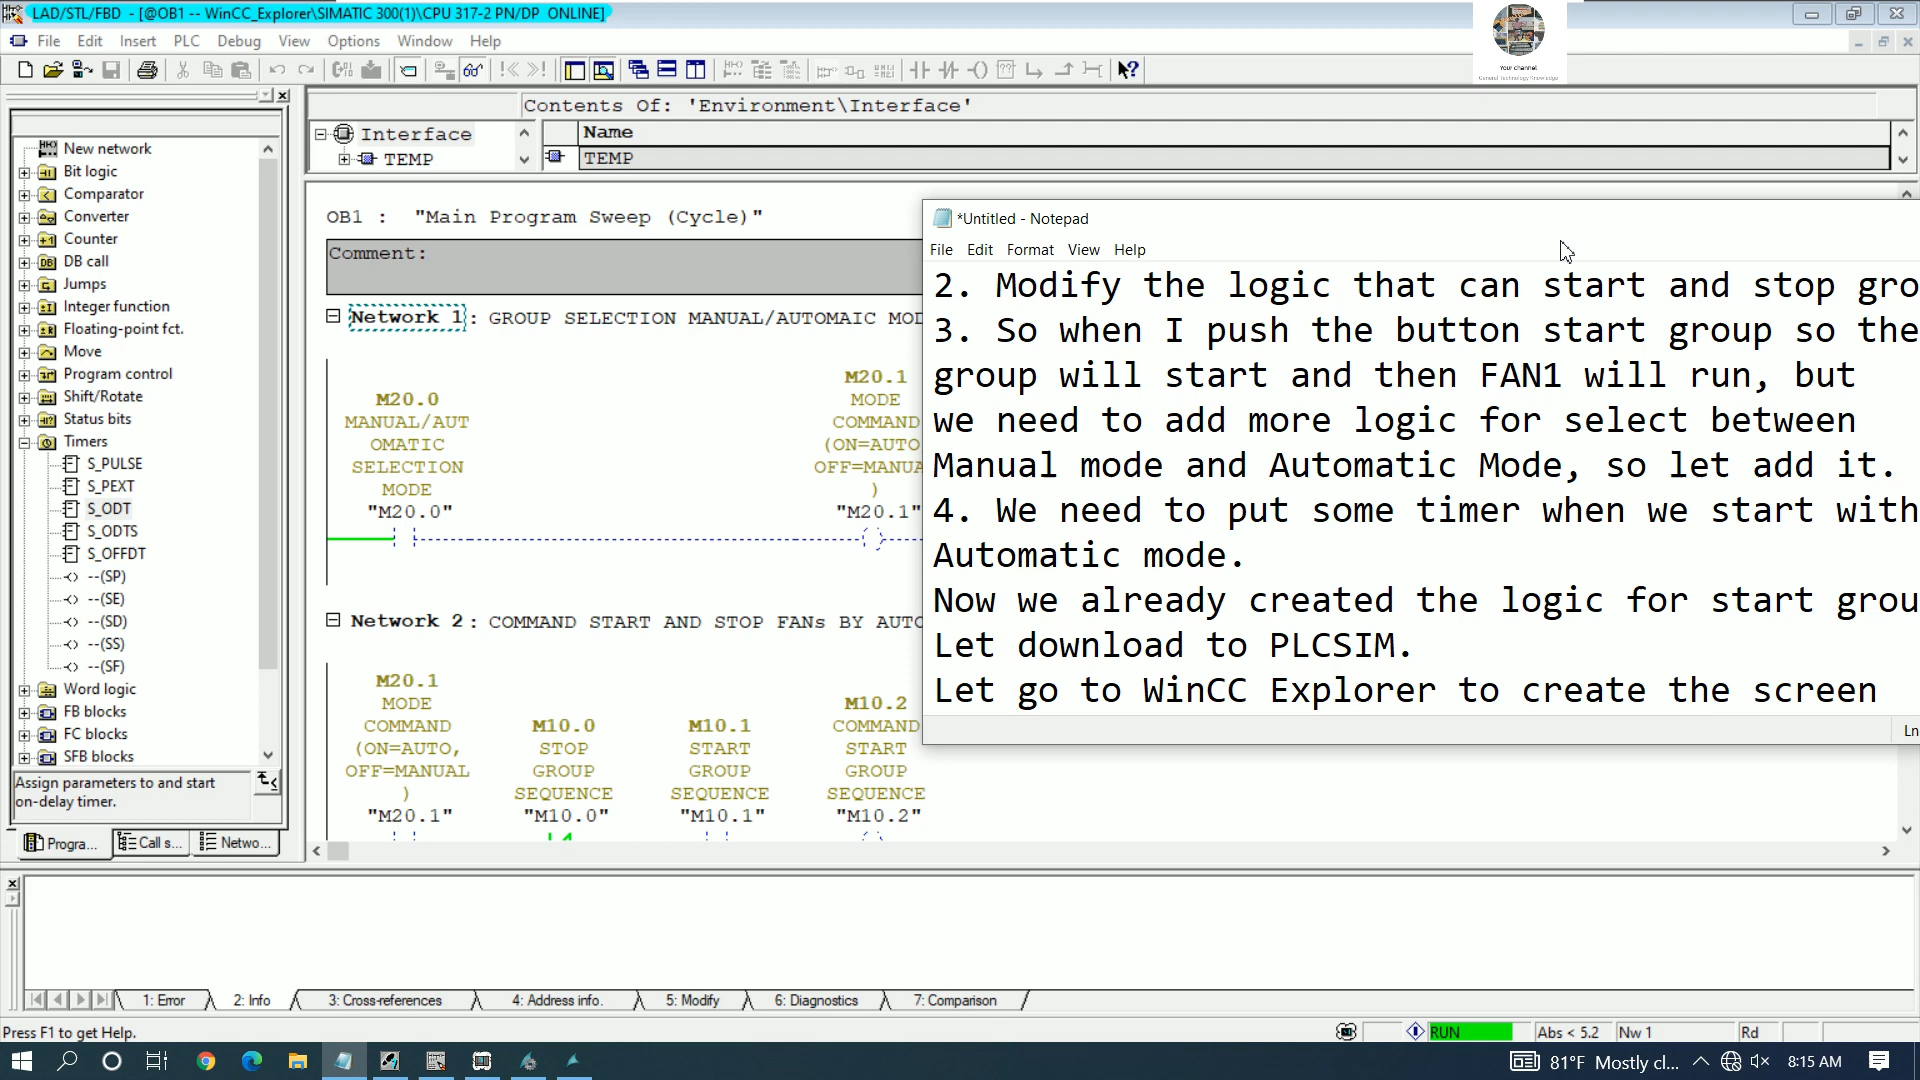 LAD/STL/FBD - [@OB1 -- WinCC_Explorer\SIMATIC 300(1)\CPU 317-2 PN/DP ONLINE]
File Edit Insert PLC Debug View Options Window Help
Your channel
General Technology Knowledge
Contents Of: 'Environment\Interface'
Interface
TEMP
Name
TEMP
New network
Bit logic
Comparator
Converter
Counter
DB call
Jumps
Integer function
Floating-point fct.
Move
Program control
Shift/Rotate
Status bits
Timers
S_PULSE
S_PEXT
S_ODT
S_ODTS
S_OFFDT
--(SP)
--(SE)
--(SD)
--(SS)
--(SF)
Word logic
FB blocks
FC blocks
SFB blocks
Assign parameters to and start
on-delay timer.
Progra... Call s... Netwo...
OB1 : "Main Program Sweep (Cycle)"
Comment:
Network 1: GROUP SELECTION MANUAL/AUTOMAIC MOD
M20.0
MANUAL/AUT
OMATIC
SELECTION
MODE
"M20.0"
M20.1
MODE
COMMAND
(ON=AUTO
OFF=MANUA
)
"M20.1"
Network 2: COMMAND START AND STOP FANs BY AUTO
M20.1
MODE
COMMAND
(ON=AUTO,
OFF=MANUAL
)
"M20.1"
M10.0
STOP
GROUP
SEQUENCE
"M10.0"
M10.1
START
GROUP
SEQUENCE
"M10.1"
M10.2
COMMAND
START
GROUP
SEQUENCE
"M10.2"
*Untitled - Notepad
File Edit Format View Help
2. Modify the logic that can start and stop gro
3. So when I push the button start group so the
group will start and then FAN1 will run, but
we need to add more logic for select between
Manual mode and Automatic Mode, so let add it.
4. We need to put some timer when we start with
Automatic mode.
Now we already created the logic for start grou
Let download to PLCSIM.
Let go to WinCC Explorer to create the screen
Ln
1: Error 2: Info 3: Cross-references 4: Address info. 5: Modify 6: Diagnostics 7: Comparison
Press F1 to get Help.
RUN Abs < 5.2 Nw 1 Rd
81°F Mostly cl... 8:15 AM